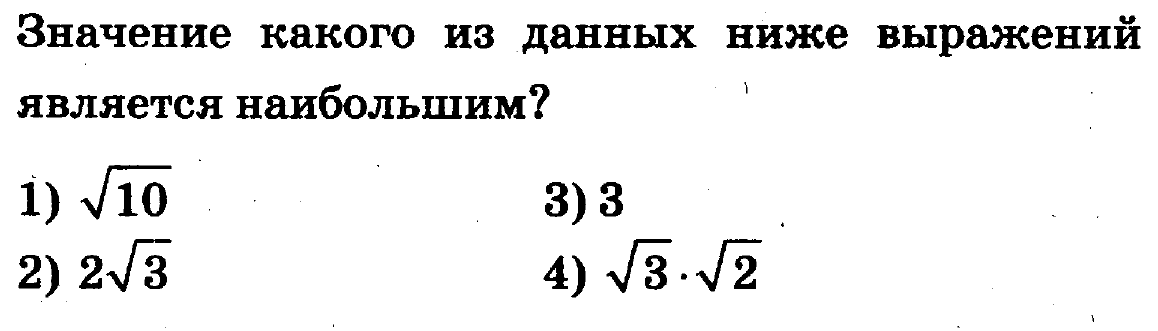 Значение какого из данных ниже выражений
является наибольшим?
1) √10 3) 3
2) 2√3 4) √3 · √2